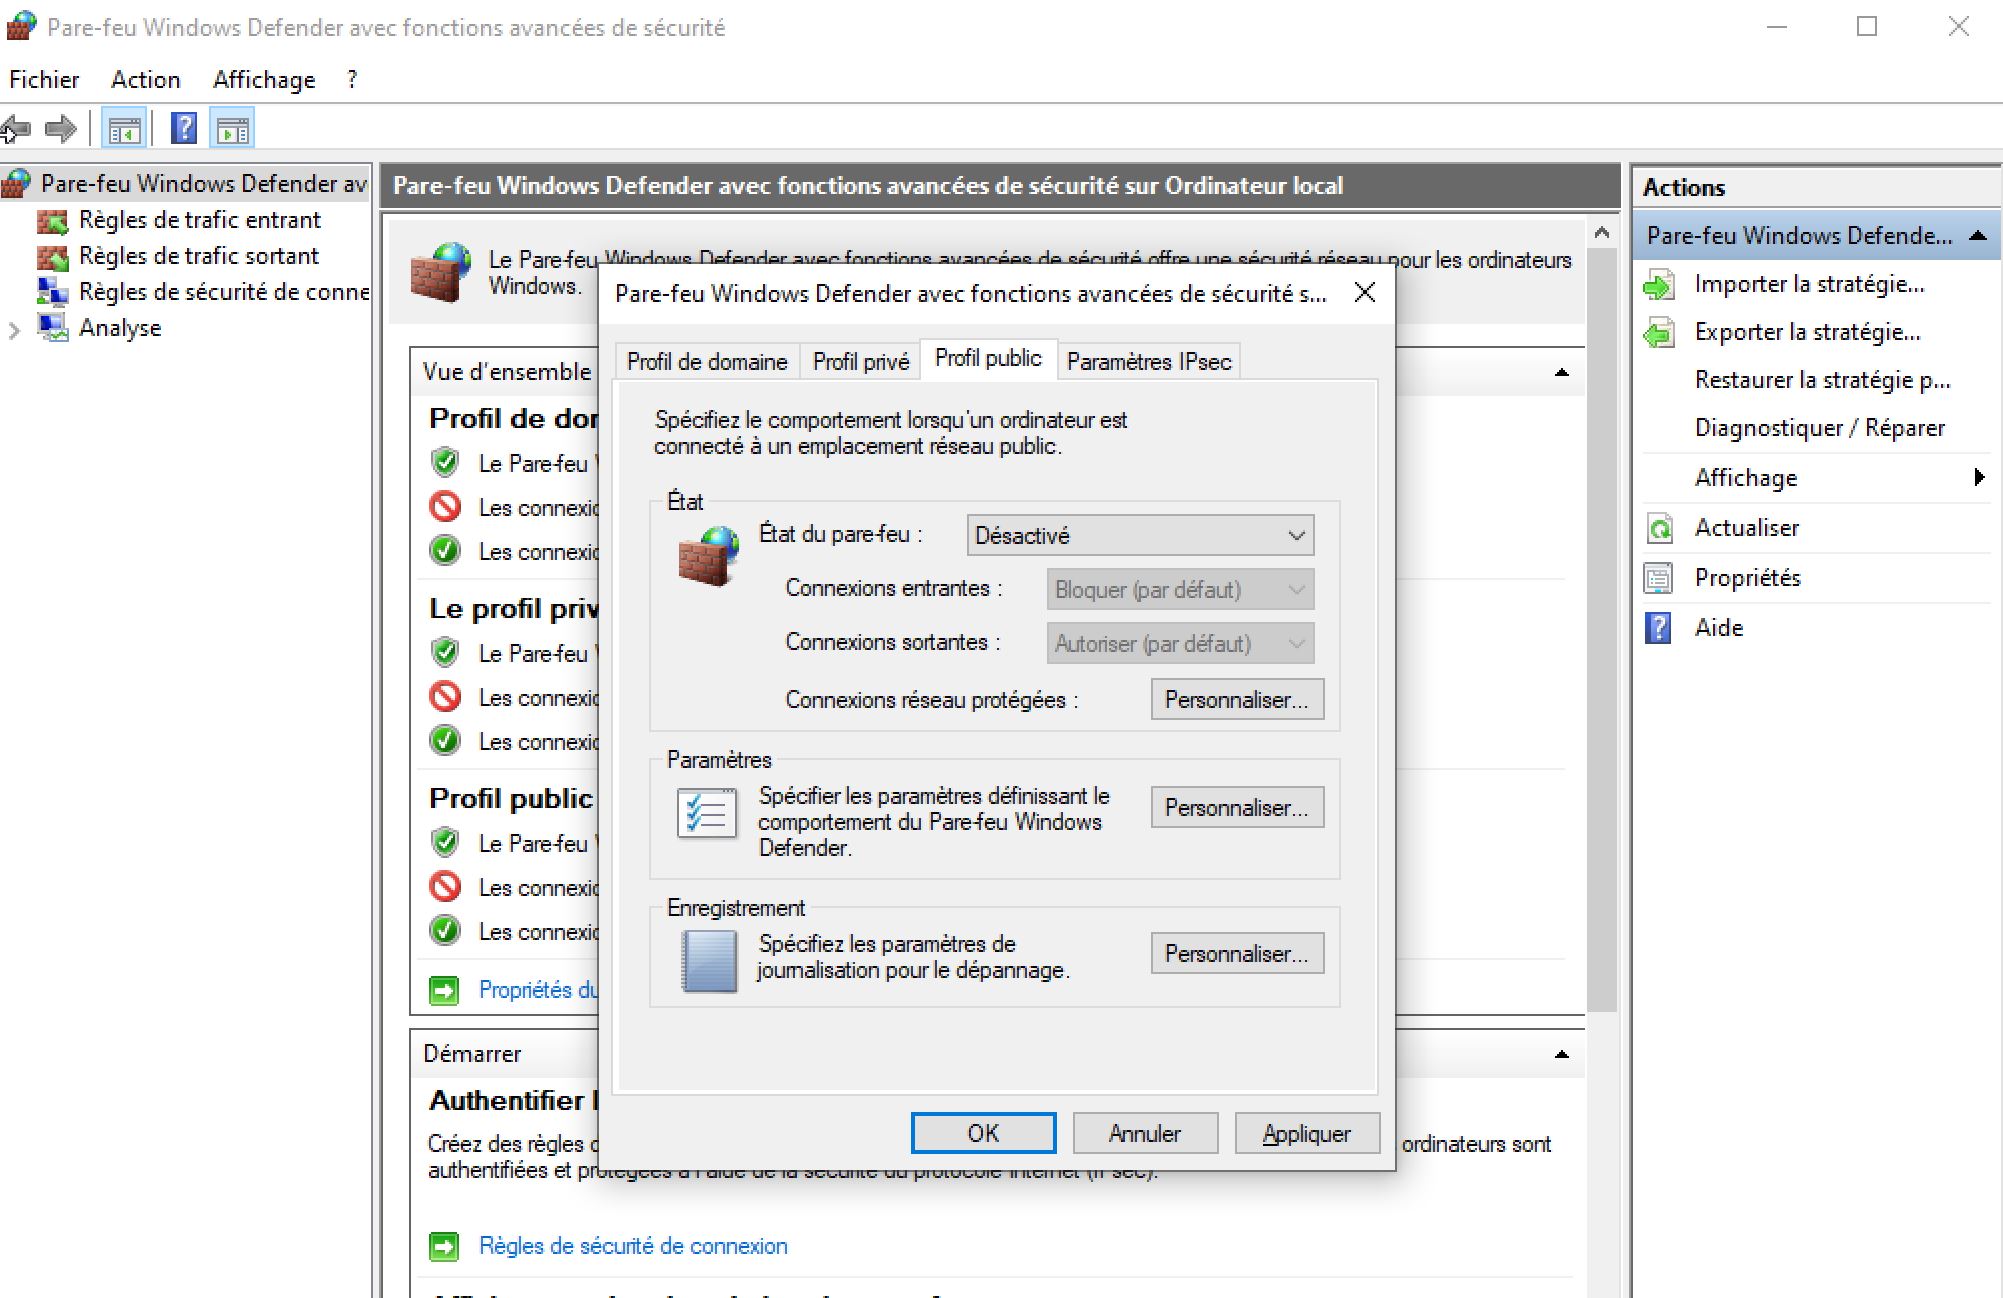 Pare-feu Windows Defender avec fonctions avancées de sécurité
Fichier Action Affichage ?
Pare-feu Windows Defender av
Règles de trafic entrant
Règles de trafic sortant
Règles de sécurité de conne
Analyse
Pare-feu Windows Defender avec fonctions avancées de sécurité sur Ordinateur local
Le Pare-feu Windows Defender avec fonctions avancées de sécurité offre une sécurité réseau pour les ordinateurs
Windows.
Vue d'ensemble
Profil de dor
Le Pare-feu
Les connexio
Les connexio
Le profil priv
Le Pare-feu
Les connexio
Les connexio
Profil public
Le Pare-feu
Les connexio
Les connexio
Propriétés du
Démarrer
Authentifier l
Créez des règles d
ordinateurs sont
authentifiées et protégées à l'aide de la sécurité du protocole Internet (IPsec).
Règles de sécurité de connexion
Pare-feu Windows Defender avec fonctions avancées de sécurité s...
Profil de domaine
Profil privé
Profil public
Paramètres IPsec
Spécifiez le comportement lorsqu'un ordinateur est
connecté à un emplacement réseau public.
État
État du pare-feu : Désactivé
Connexions entrantes : Bloquer (par défaut)
Connexions sortantes : Autoriser (par défaut)
Connexions réseau protégées : Personnaliser...
Paramètres
Spécifier les paramètres définissant le
comportement du Pare-feu Windows
Defender.
Personnaliser...
Enregistrement
Spécifiez les paramètres de
journalisation pour le dépannage.
Personnaliser...
OK
Annuler
Appliquer
Actions
Pare-feu Windows Defende...
Importer la stratégie...
Exporter la stratégie...
Restaurer la stratégie p...
Diagnostiquer / Réparer
Affichage
Actualiser
Propriétés
Aide